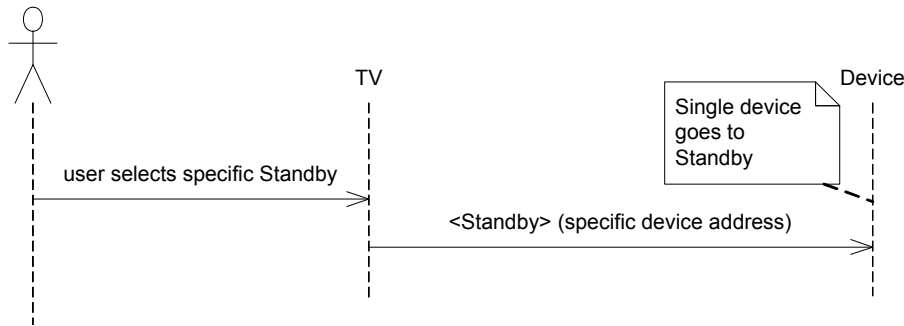 TV
Device
Single device
goes to
Standby
user selects specific Standby
<Standby> (specific device address)